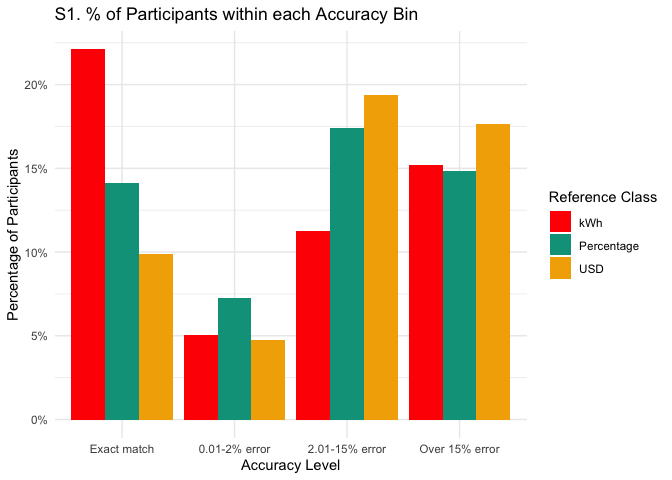 S1. % of Participants within each Accuracy Bin
Percentage of Participants
20%
15%
10%
5%
0%
Exact match
0.01-2% error
2.01-15% error
Over 15% error
Accuracy Level
Reference Class
kWh
Percentage
USD